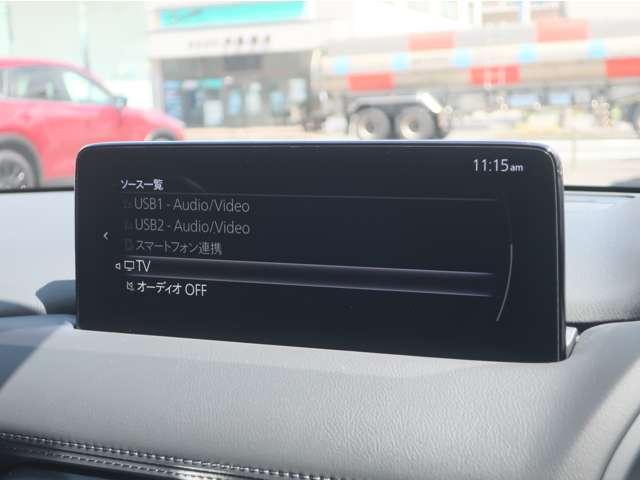 11:15am
ソース一覧
USB1 - Audio/Video
USB2 - Audio/Video
スマートフォン連携
TV
オーディオ OFF